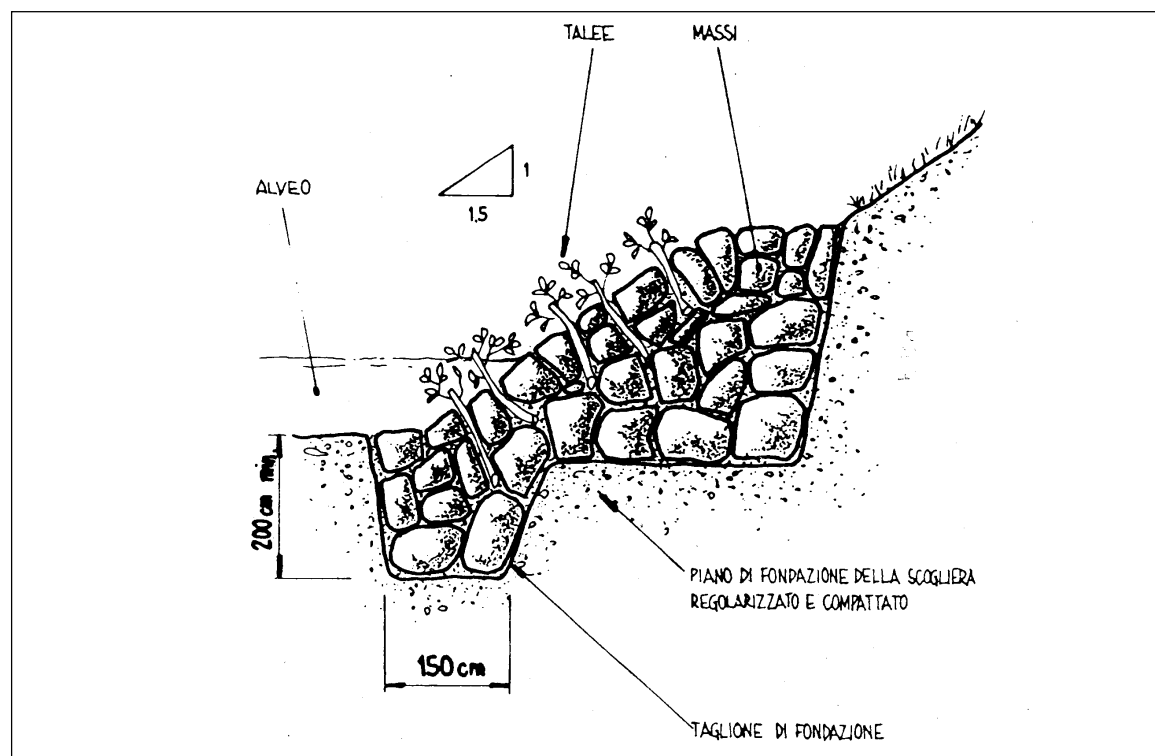 TALEE
MASSI
ALVEO
1
1.5
200 cm min.
PIANO DI FONDAZIONE DELLA SCOGLIERA
REGOLARIZZATO E COMPATTATO
150 cm
TAGLIONE DI FONDAZIONE